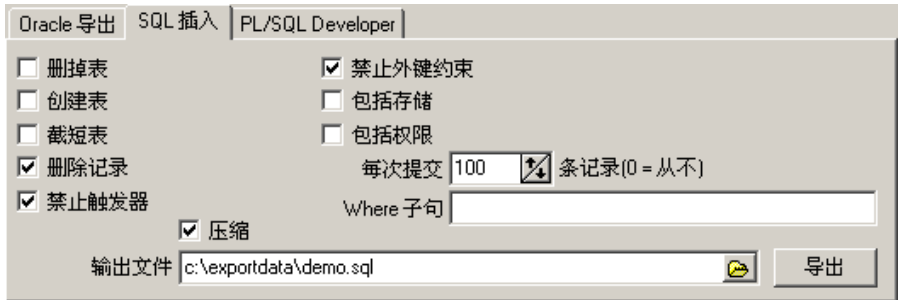 Oracle 导出 SQL 插入 PL/SQL Developer
删掉表 禁止外键约束
创建表 包括存储
截短表 包括权限
删除记录 每次提交 100 条记录(0 = 从不)
禁止触发器 Where 子句
压缩
输出文件 c:\exportdata\demo.sql 导出